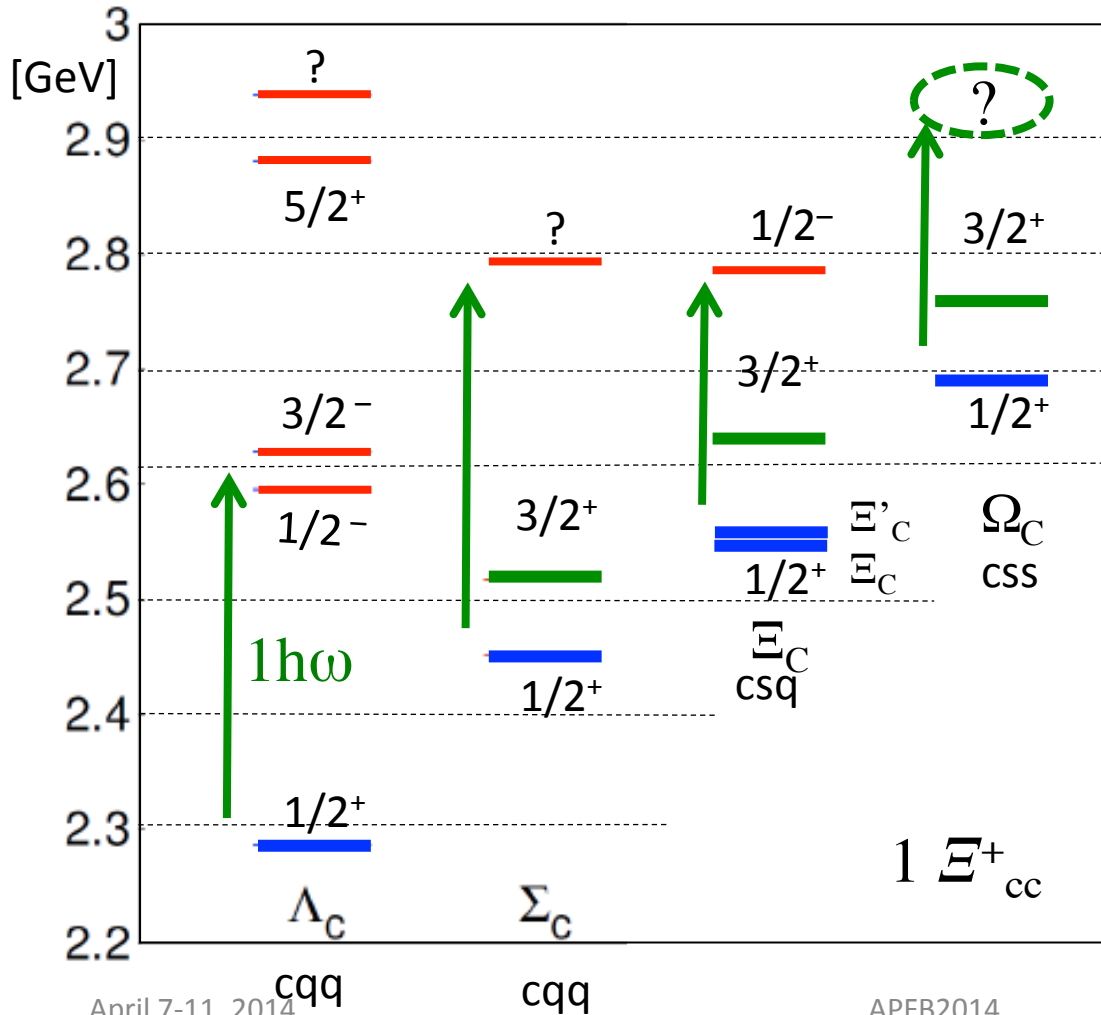 3
[GeV]
2.9
2.8
2.7
2.6
2.5
2.4
2.3
2.2
?
5/2⁺
3/2⁻
1/2⁻
1hω
1/2⁺
Λc
cqq
?
3/2⁺
1/2⁺
Σc
cqq
1/2⁻
3/2⁺
Ξ'C
1/2⁺ ΞC
ΞC
csq
?
3/2⁺
1/2⁺
ΩC
css
1 Ξ⁺cc
April 7-11, 2014
APFB2014